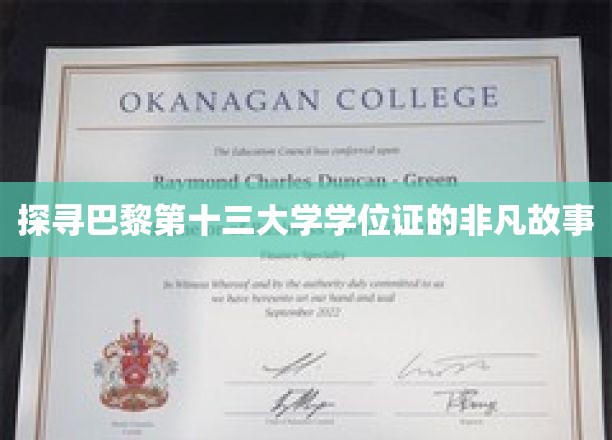 OKANAGAN COLLEGE
The Education Council has conferred upon
Raymond Charles Duncan - Green
探寻巴黎第十三大学学位证的非凡故事
Finance Specialty
In Witness Whereof and by the authority duly committed to us
we have hereunto set our hand and seal
September 2022